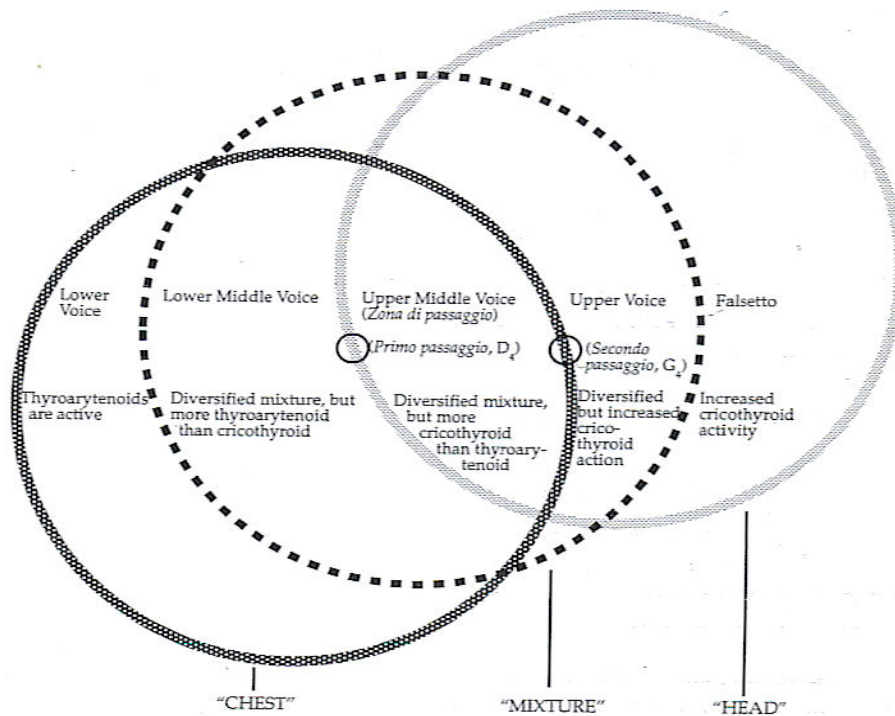 Lower
Voice
Lower Middle Voice
Upper Middle Voice
(Zona di passaggio)
Upper Voice
Falsetto
(Primo passaggio, D4)
(Secondo
passaggio, G4)
Thyroarytenoids
are active
Diversified mixture, but
more thyroarytenoid
than cricothyroid
Diversified mixture,
but more
cricothyroid
than thyroary-
tenoid
Diversified
but increased
crico-
thyroid
action
Increased
cricothyroid
activity
"CHEST"
"MIXTURE"
"HEAD"